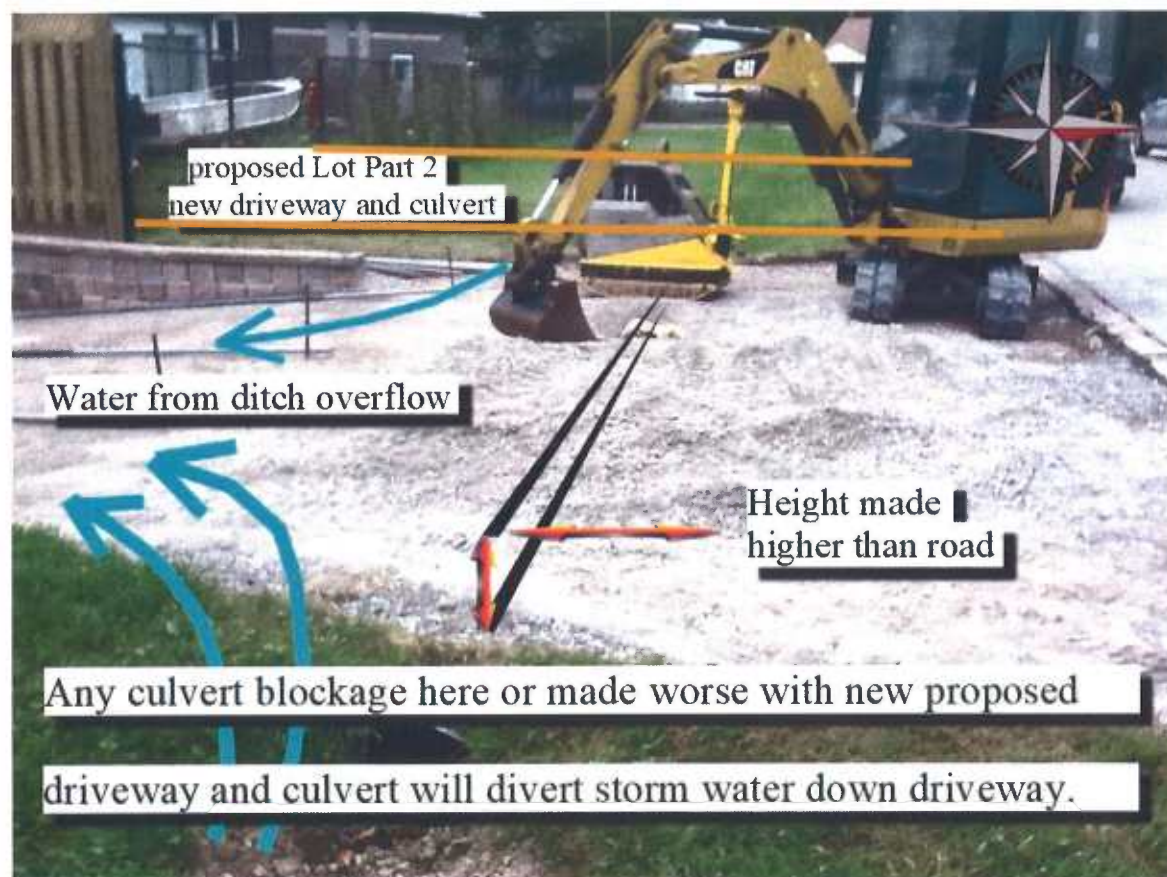 CAT
proposed Lot Part 2
new driveway and culvert
Water from ditch overflow
Height made
higher than road
Any culvert blockage here or made worse with new proposed
driveway and culvert will divert storm water down driveway.